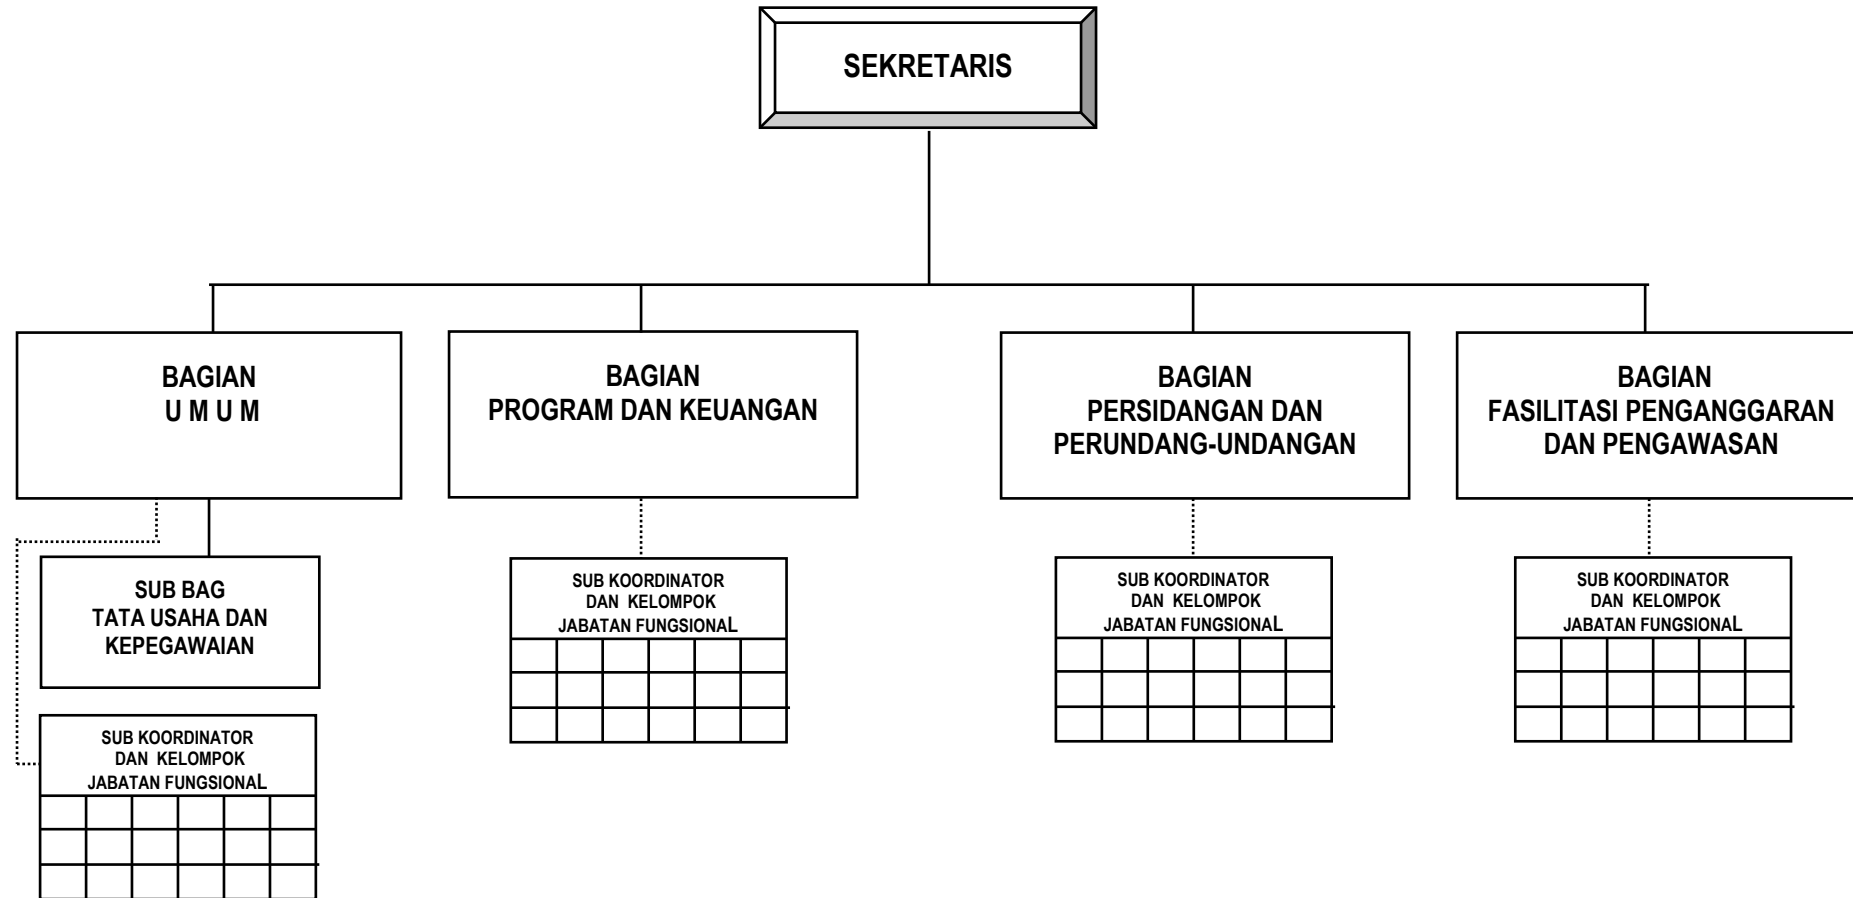 SEKRETARIS
BAGIAN
U M U M
BAGIAN
PROGRAM DAN KEUANGAN
BAGIAN
PERSIDANGAN DAN
PERUNDANG-UNDANGAN
BAGIAN
FASILITASI PENGANGGARAN
DAN PENGAWASAN
SUB BAG
TATA USAHA DAN
KEPEGAWAIAN
SUB KOORDINATOR
DAN KELOMPOK
JABATAN FUNGSIONAL
SUB KOORDINATOR
DAN KELOMPOK
JABATAN FUNGSIONAL
SUB KOORDINATOR
DAN KELOMPOK
JABATAN FUNGSIONAL
SUB KOORDINATOR
DAN KELOMPOK
JABATAN FUNGSIONAL